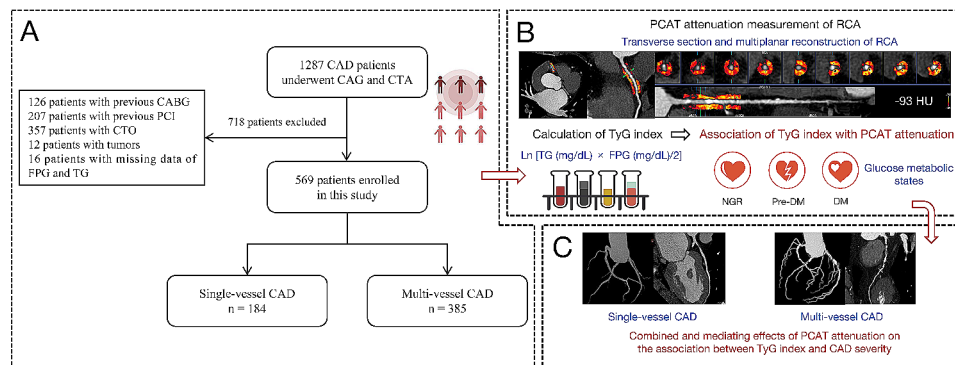 A
1287 CAD patients
underwent CAG and CTA
126 patients with previous CABG
207 patients with previous PCI
357 patients with CTO
12 patients with tumors
16 patients with missing data of
FPG and TG
718 patients excluded
569 patients enrolled
in this study
Single-vessel CAD
n = 184
Multi-vessel CAD
n = 385
B
PCAT attenuation measurement of RCA
Transverse section and multiplanar reconstruction of RCA
-93 HU
Calculation of TyG index
Association of TyG index with PCAT attenuation
Ln [TG (mg/dL) × FPG (mg/dL)/2]
Glucose metabolic
states
NGR
Pre-DM
DM
C
Single-vessel CAD
Multi-vessel CAD
Combined and mediating effects of PCAT attenuation on
the association between TyG index and CAD severity